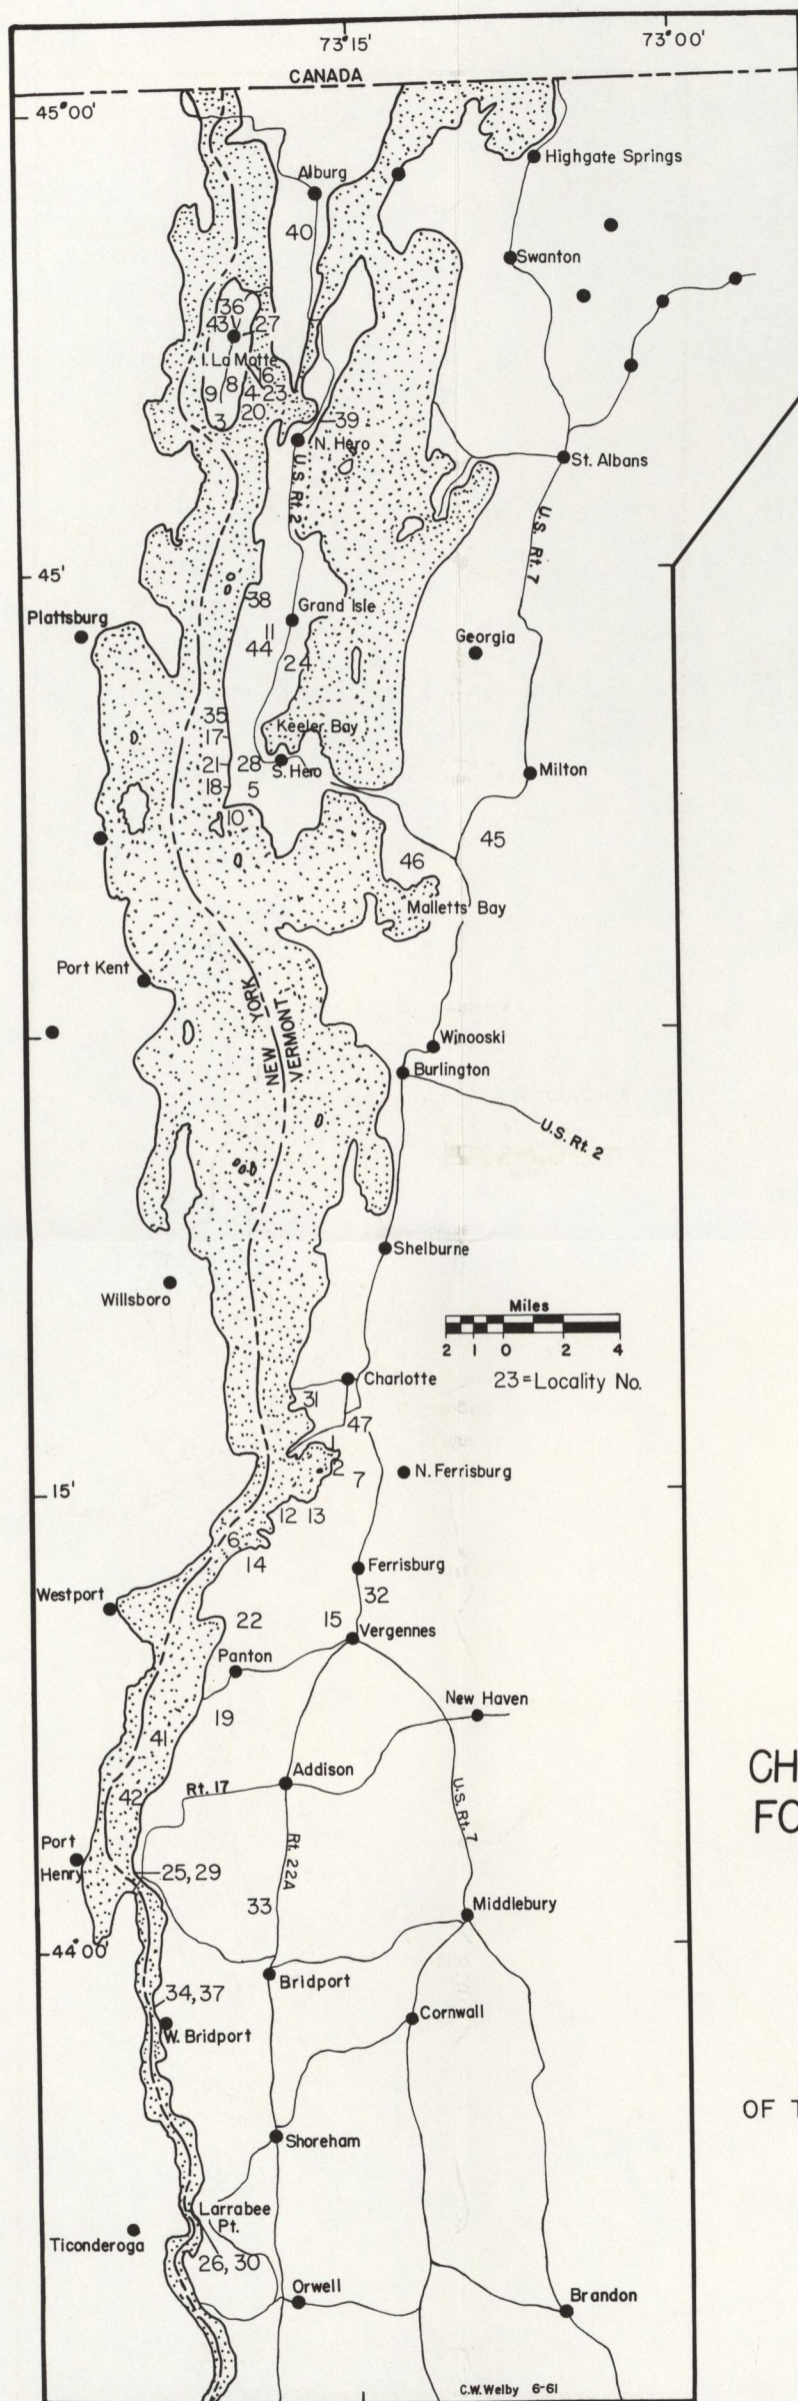 73°15'
73°00'
CANADA
45°00'
Highgate Springs
Alburg
40
Swanton
36
43
27
I. La Motte
16
8
9
4-23
20
3
39
N. Hero
St. Albans
U.S. Rt. 2
U.S. Rt. 7
45'
38
Grand Isle
Plattsburg
11
44
24
Georgia
35
17
Keeler Bay
21
28
S. Hero
Milton
18
5
10
45
46
Malletts Bay
Port Kent
NEW YORK
VERMONT
Winooski
Burlington
U.S. Rt. 2
Shelburne
Willsboro
Miles
2 1 0 2 4
Charlotte
23=Locality No.
31
47
1
2
7
N. Ferrisburg
15'
12 13
6
14
Ferrisburg
Westport
32
22
15
Vergennes
Panton
New Haven
19
41
Addison
Rt. 17
42
U.S. Rt. 7
CH
FO
Port
Henry
Rt. 22A
25, 29
33
Middlebury
44°00'
Bridport
34, 37
Cornwall
W. Bridport
OF T
Shoreham
Larrabee
Pt.
Ticonderoga
26, 30
Orwell
Brandon
C.W. Welby 6-61